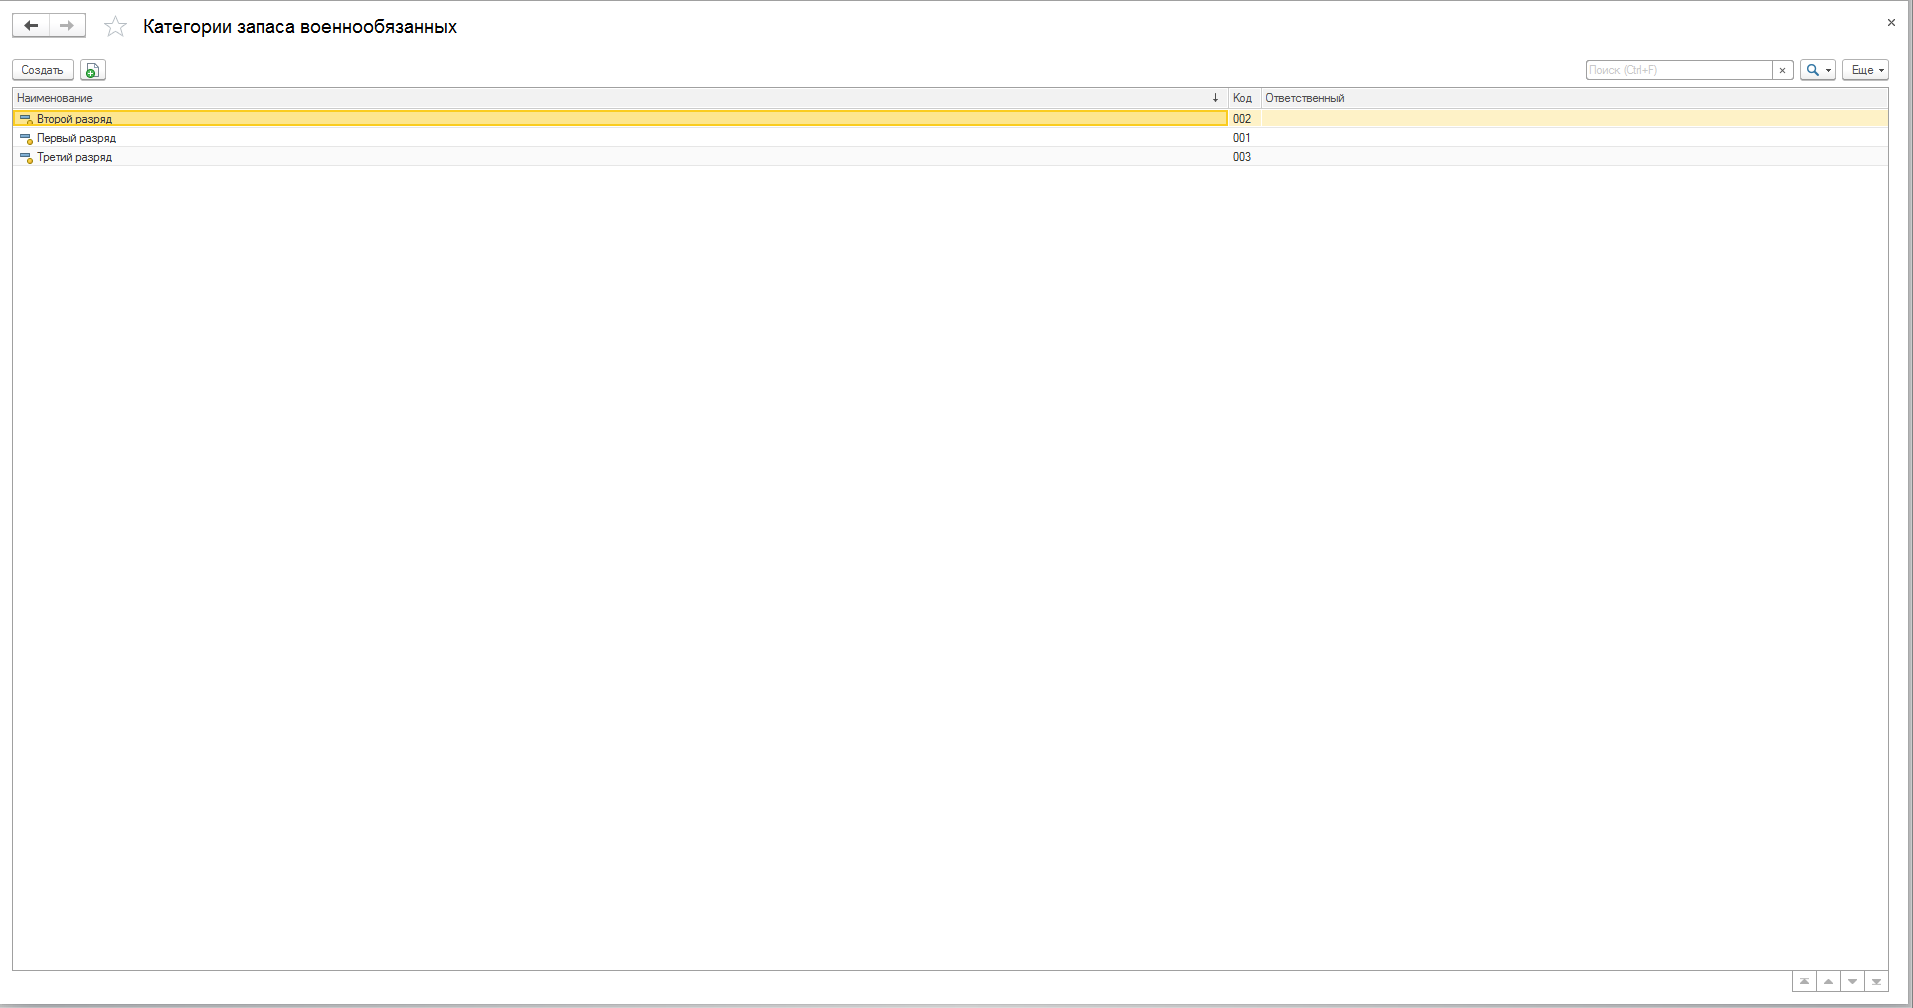 Категории запаса военнообязанных
Создать
Поиск (Ctrl+F)
Еще
Наименование Код Ответственный
Второй разряд 002
Первый разряд 001
Третий разряд 003